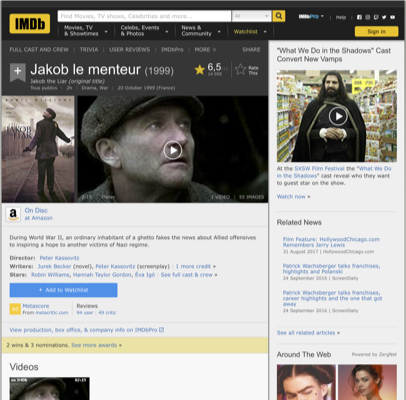 IMDb
Find Movies, TV shows, Celebrities and more...
All
Movies, TV & Showtimes
Celebs, Events & Photos
News & Community
Watchlist
IMDbPro
Help
Sign in
FULL CAST AND CREW | TRIVIA | USER REVIEWS | IMDbPro | MORE
SHARE
Jakob le menteur (1999)
Jakob the Liar (original title)
Tous publics | 2h | Drama, War | 20 October 1999 (France)
6,5
Rate This
JAKOB
LIAR
Trailer
1 VIDEO | 55 IMAGES
On Disc
at Amazon
During World War II, an ordinary inhabitant of a ghetto fakes the news about Allied offensives
to inspiring a hope to another victims of Nazi regime.
Director: Peter Kassovitz
Writers: Jurek Becker (novel), Peter Kassovitz (screenplay) | 1 more credit »
Stars: Robin Williams, Hannah Taylor Gordon, Éva Igó | See full cast & crew »
+ Add to Watchlist
Metascore
From metacritic.com
Reviews
94 user | 49 critic
View production, box office, & company info on IMDbPro
2 wins & 3 nominations. See more awards »
Videos
"What We Do in the Shadows" Cast
Convert New Vamps
At the SXSW Film Festival the "What We Do
in the Shadows" cast reveal who they want
to guest star on the show.
Watch now »
Related News
Film Feature: HollywoodChicago.com
Remembers Jerry Lewis
31 August 2017 | HollywoodChicago.com
Patrick Wachsberger talks franchises,
highlights and Polanski
24 September 2016 | ScreenDaily
Patrick Wachsberger talks franchises,
career highlights and the one that got
away
24 September 2016 | ScreenDaily
See all related articles »
Around The Web
Powered by ZergNet